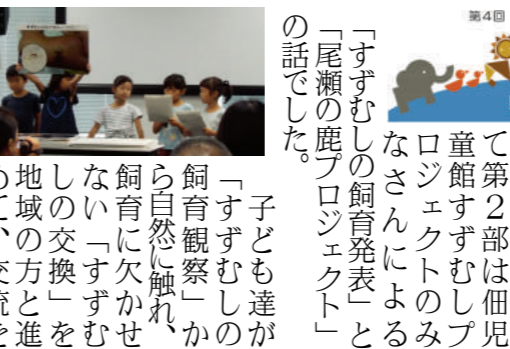 第4回
て第２部は佃児
童館すずむしプ
ロジェクトのみ
なさんによる
「すずむしの飼育発表」と
「尾瀬の鹿プロジェクト」
の話でした。
子ども達が
「すずむしの
飼育観察」か
ら自然に触れ、
飼育に欠かせ
ない「すずむ
しの交換」を
地域の方と進
めて、交流を